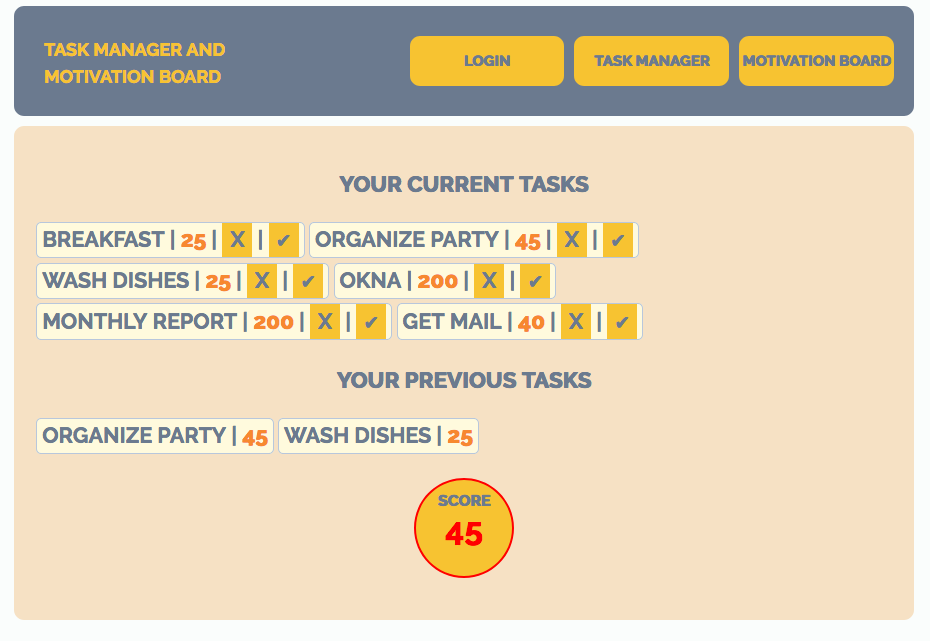 TASK MANAGER AND
MOTIVATION BOARD
LOGIN TASK MANAGER MOTIVATION BOARD
YOUR CURRENT TASKS
BREAKFAST | 25 | X | ✔ ORGANIZE PARTY | 45 | X | ✔
WASH DISHES | 25 | X | ✔ OKNA | 200 | X | ✔
MONTHLY REPORT | 200 | X | ✔ GET MAIL | 40 | X | ✔
YOUR PREVIOUS TASKS
ORGANIZE PARTY | 45 WASH DISHES | 25
SCORE
45